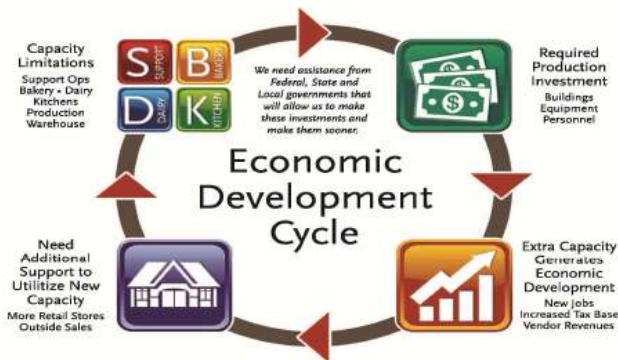 Capacity
Limitations
Support Ops
Bakery • Dairy
Kitchens
Production
Warehouse
S SUPPORT
B BAKERY
D DAIRY
K KITCHEN
We need assistance from
Federal, State and
Local governments that
will allow us to make
these investments and
make them sooner.
Required
Production
Investment
Buildings
Equipment
Personnel
Economic
Development
Cycle
Need
Additional
Support to
Utilitize New
Capacity
More Retail Stores
Outside Sales
Extra Capacity
Generates
Economic
Development
New Jobs
Increased Tax Base
Vendor Revenues